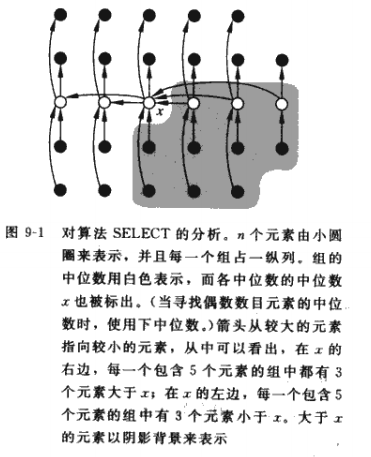 x
图 9-1 对算法 SELECT 的分析。n 个元素由小圆
圈来表示，并且每一个组占一纵列。组的
中位数用白色表示，而各中位数的中位数
x 也被标出。（当寻找偶数数目元素的中位
数时，使用下中位数。）箭头从较大的元素
指向较小的元素，从中可以看出，在 x 的
右边，每一个包含 5 个元素的组中都有 3
个元素大于 x；在 x 的左边，每一个包含 5
个元素的组中有 3 个元素小于 x。大于 x
的元素以阴影背景来表示